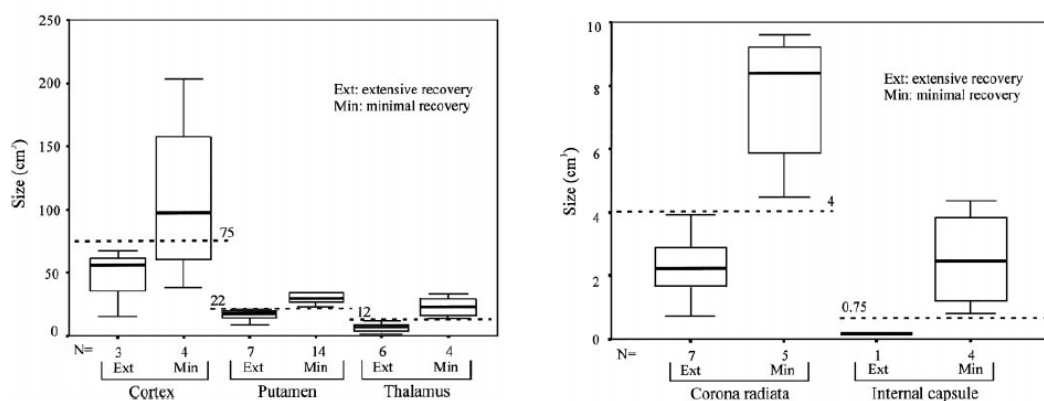 250
200
150
100
50
0
Size (cm³)
Ext: extensive recovery
Min: minimal recovery
75
22
12
N= 3 4 7 14 6 4
Ext Min Ext Min Ext Min
Cortex Putamen Thalamus
10
8
6
4
2
0
Size (cm³)
Ext: extensive recovery
Min: minimal recovery
4
0.75
N= 7 5 1 4
Ext Min Ext Min
Corona radiata Internal capsule